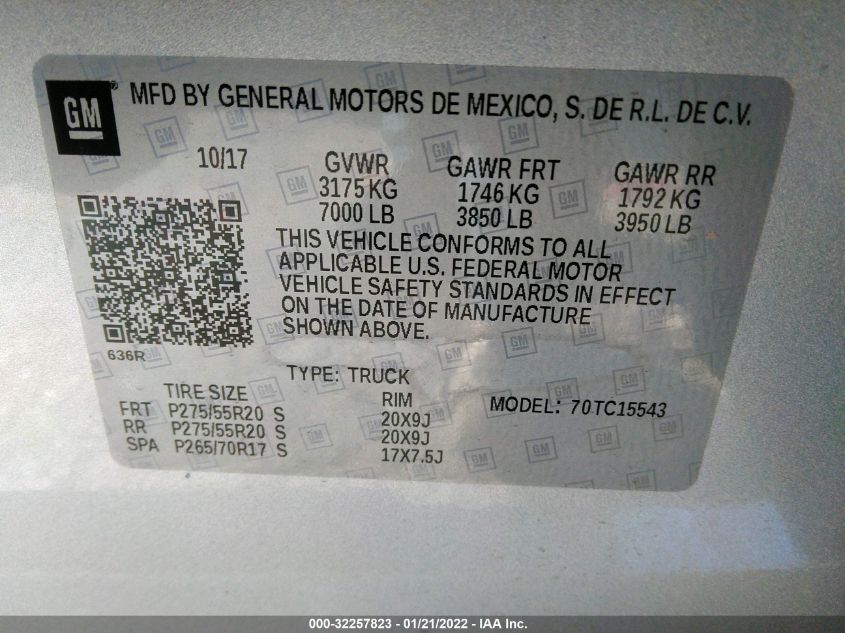 GM ® MFD BY GENERAL MOTORS DE MEXICO, S. DE R.L. DE C.V.
10/17 GVWR GAWR FRT GAWR RR
3175 KG 1746 KG 1792 KG
7000 LB 3850 LB 3950 LB
THIS VEHICLE CONFORMS TO ALL
APPLICABLE U.S. FEDERAL MOTOR
VEHICLE SAFETY STANDARDS IN EFFECT
ON THE DATE OF MANUFACTURE
SHOWN ABOVE.
636R
TYPE: TRUCK
TIRE SIZE RIM MODEL: 70TC15543
FRT P275/55R20 S 20X9J
RR P275/55R20 S 20X9J
SPA P265/70R17 S 17X7.5J
000-32257823 - 01/21/2022 - IAA Inc.